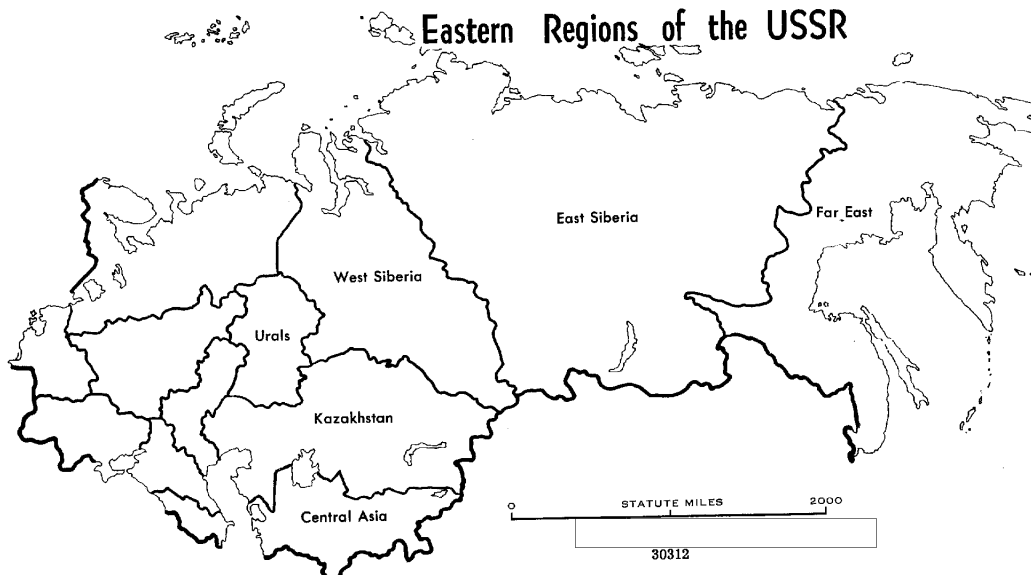 Eastern Regions of the USSR
East Siberia
Far East
West Siberia
Urals
Kazakhstan
Central Asia
STATUTE MILES
0 2000
30312